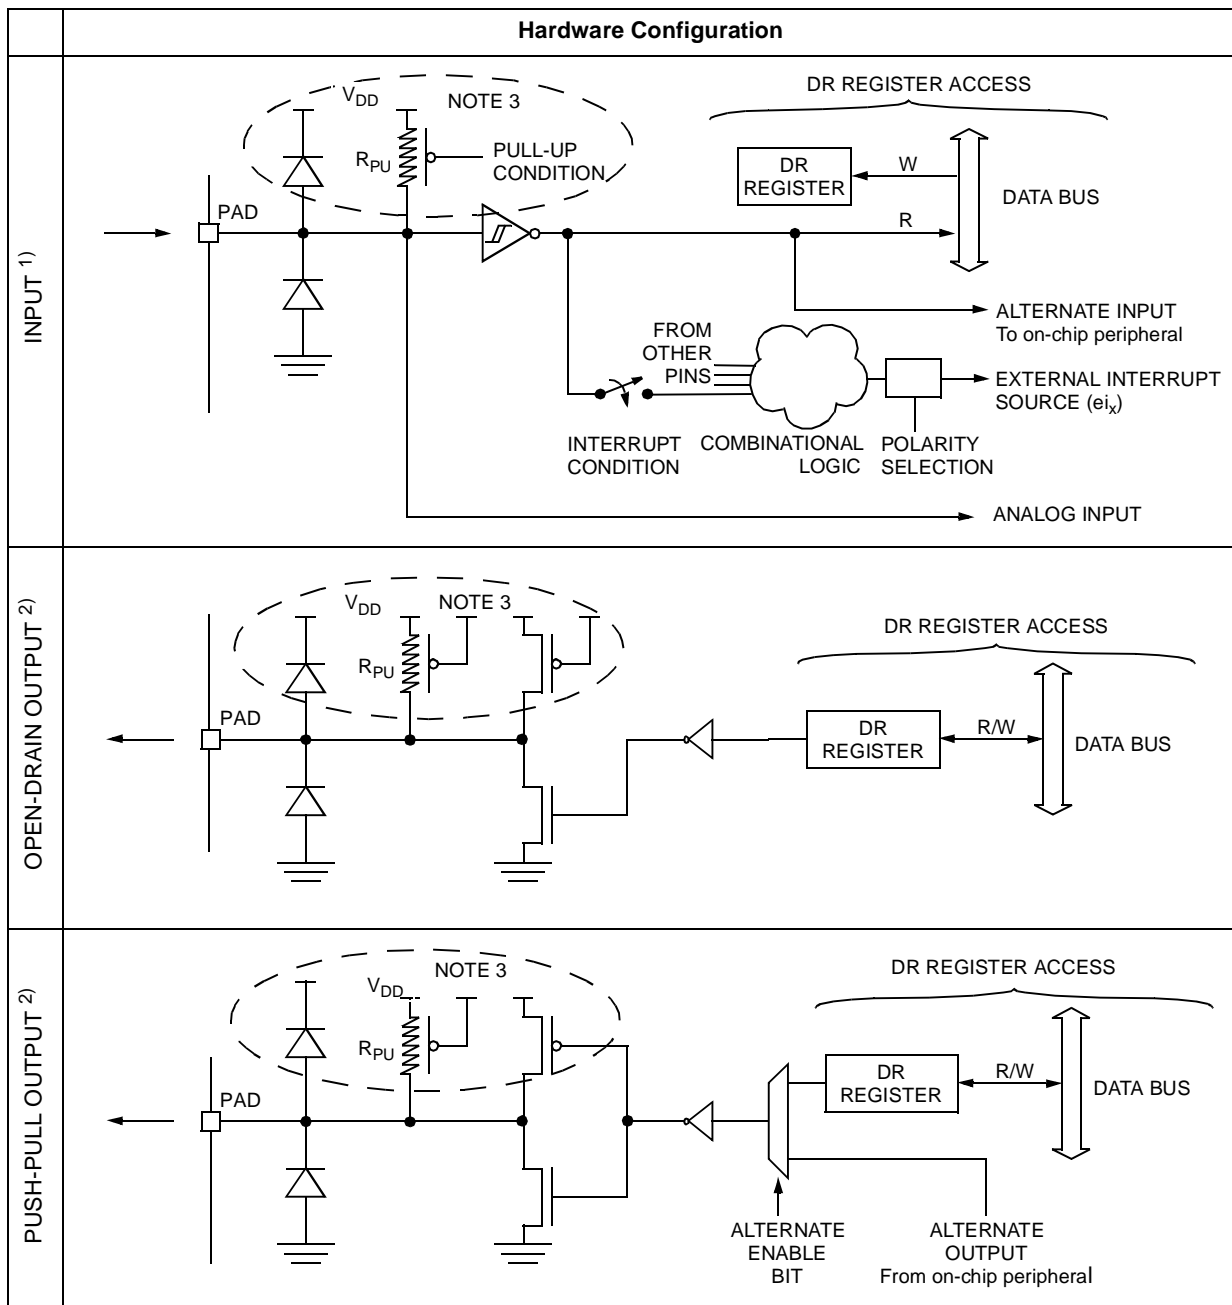 Hardware Configuration
INPUT 1)
VDD
NOTE 3
RPU
PULL-UP
CONDITION
PAD
DR REGISTER ACCESS
DR
REGISTER
W
R
DATA BUS
ALTERNATE INPUT
To on-chip peripheral
FROM
OTHER
PINS
EXTERNAL INTERRUPT
SOURCE (eix)
INTERRUPT
CONDITION
COMBINATIONAL
LOGIC
POLARITY
SELECTION
ANALOG INPUT
OPEN-DRAIN OUTPUT 2)
VDD
NOTE 3
RPU
PAD
DR REGISTER ACCESS
DR
REGISTER
R/W
DATA BUS
PUSH-PULL OUTPUT 2)
NOTE 3
VDD
RPU
PAD
DR REGISTER ACCESS
DR
REGISTER
R/W
DATA BUS
ALTERNATE
ENABLE
BIT
ALTERNATE
OUTPUT
From on-chip peripheral